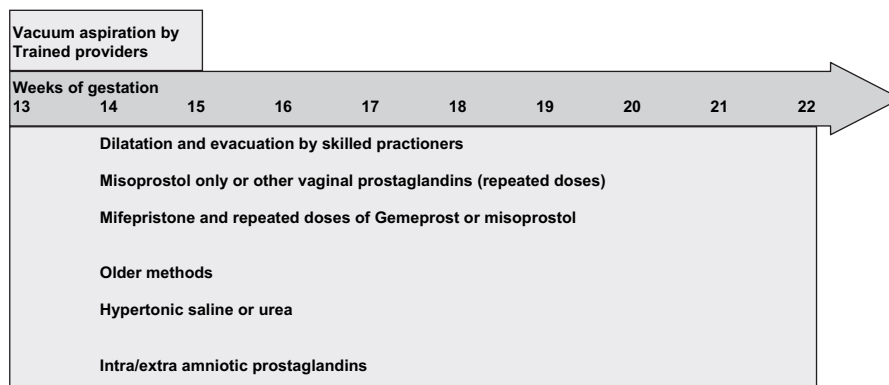 Vacuum aspiration by
Trained providers
Weeks of gestation
13 14 15 16 17 18 19 20 21 22
Dilatation and evacuation by skilled practioners
Misoprostol only or other vaginal prostaglandins (repeated doses)
Mifepristone and repeated doses of Gemeprost or misoprostol
Older methods
Hypertonic saline or urea
Intra/extra amniotic prostaglandins